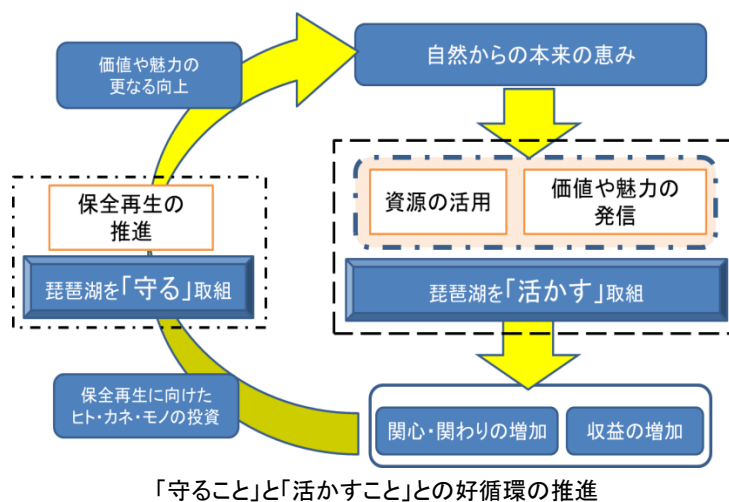 価値や魅力の
更なる向上
自然からの本来の恵み
保全再生の
推進
琵琶湖を「守る」取組
資源の活用
価値や魅力の
発信
琵琶湖を「活かす」取組
保全再生に向けた
ヒト・カネ・モノの投資
関心・関わりの増加
収益の増加
「守ること」と「活かすこと」との好循環の推進